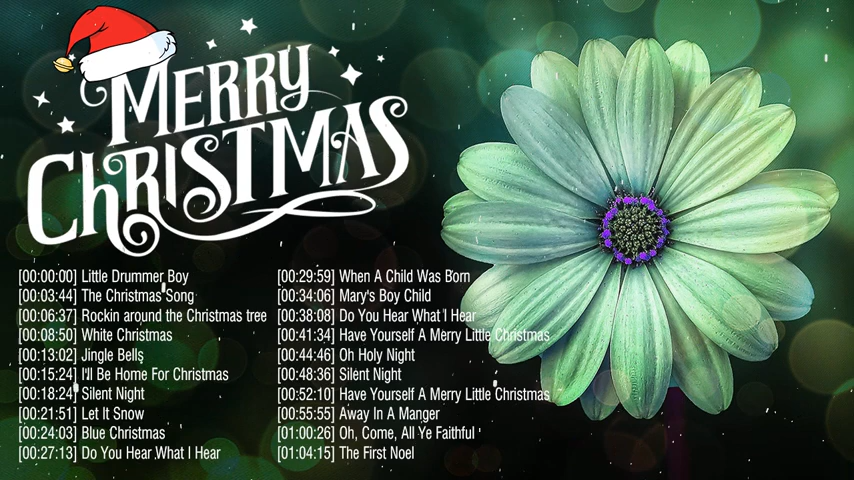 MERRY
CHRISTMAS
[00:00:00] Little Drummer Boy
[00:03:44] The Christmas Song
[00:06:37] Rockin around the Christmas tree
[00:08:50] White Christmas
[00:13:02] Jingle Bells
[00:15:24] I'll Be Home For Christmas
[00:18:24] Silent Night
[00:21:51] Let It Snow
[00:24:03] Blue Christmas
[00:27:13] Do You Hear What I Hear
[00:29:59] When A Child Was Born
[00:34:06] Mary's Boy Child
[00:38:08] Do You Hear What I Hear
[00:41:34] Have Yourself A Merry Little Christmas
[00:44:46] Oh Holy Night
[00:48:36] Silent Night
[00:52:10] Have Yourself A Merry Little Christmas
[00:55:55] Away In A Manger
[01:00:26] Oh, Come, All Ye Faithful
[01:04:15] The First Noel